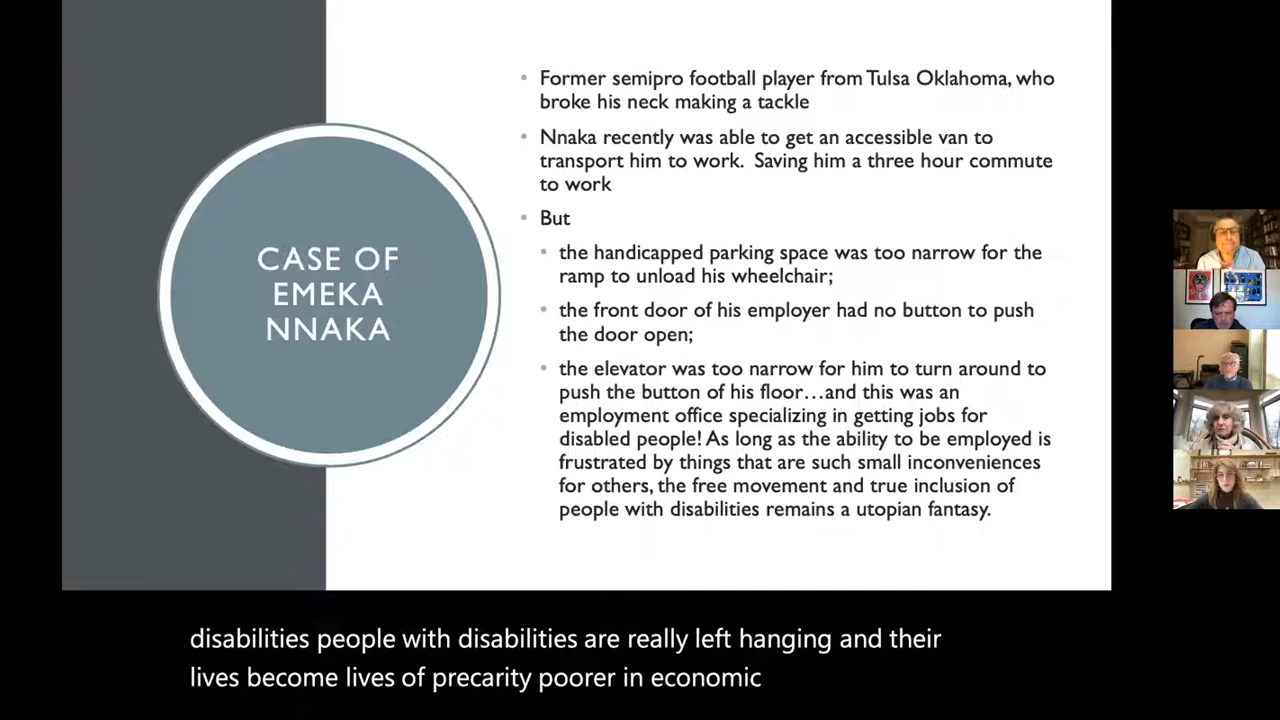 CASE OF
EMEKA
NNAKA
• Former semipro football player from Tulsa Oklahoma, who
broke his neck making a tackle
• Nnaka recently was able to get an accessible van to
transport him to work.  Saving him a three hour commute
to work
• But
• the handicapped parking space was too narrow for the
ramp to unload his wheelchair;
• the front door of his employer had no button to push
the door open;
• the elevator was too narrow for him to turn around to
push the button of his floor…and this was an
employment office specializing in getting jobs for
disabled people! As long as the ability to be employed is
frustrated by things that are such small inconveniences
for others, the free movement and true inclusion of
people with disabilities remains a utopian fantasy.
disabilities people with disabilities are really left hanging and their
lives become lives of precarity poorer in economic